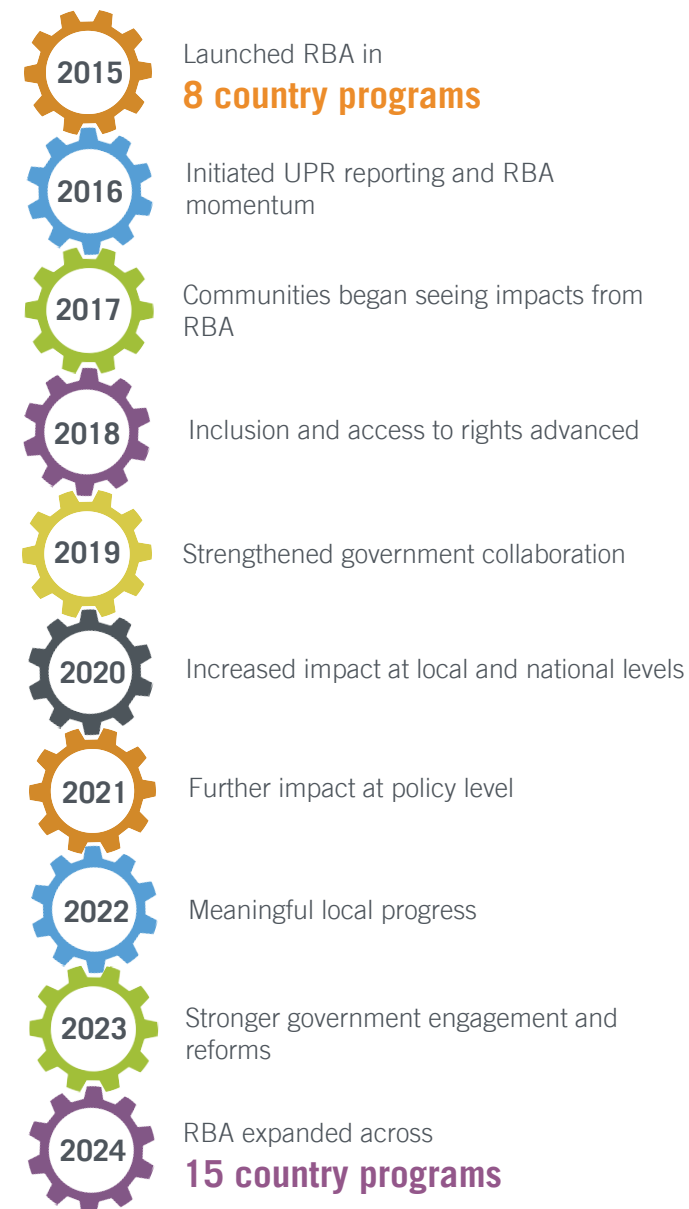 2015
Launched RBA in
8 country programs
2016
Initiated UPR reporting and RBA
momentum
2017
Communities began seeing impacts from
RBA
2018
Inclusion and access to rights advanced
2019
Strengthened government collaboration
2020
Increased impact at local and national levels
2021
Further impact at policy level
2022
Meaningful local progress
2023
Stronger government engagement and
reforms
2024
RBA expanded across
15 country programs